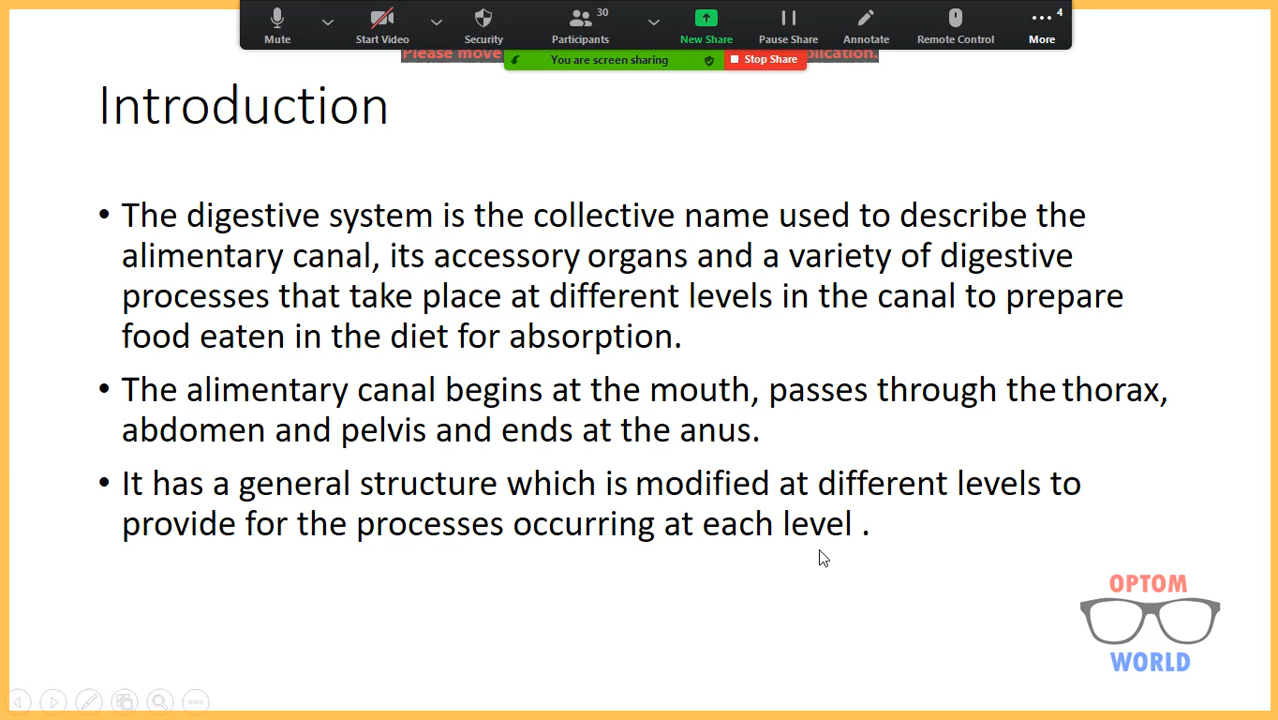 30
4
Mute
Start Video
Security
Participants
New Share
Pause Share
Annotate
Remote Control
More
Please move
plication.
You are screen sharing
Stop Share
Introduction
• The digestive system is the collective name used to describe the
alimentary canal, its accessory organs and a variety of digestive
processes that take place at different levels in the canal to prepare
food eaten in the diet for absorption.
• The alimentary canal begins at the mouth, passes through the thorax,
abdomen and pelvis and ends at the anus.
• It has a general structure which is modified at different levels to
provide for the processes occurring at each level .
OPTOM
WORLD